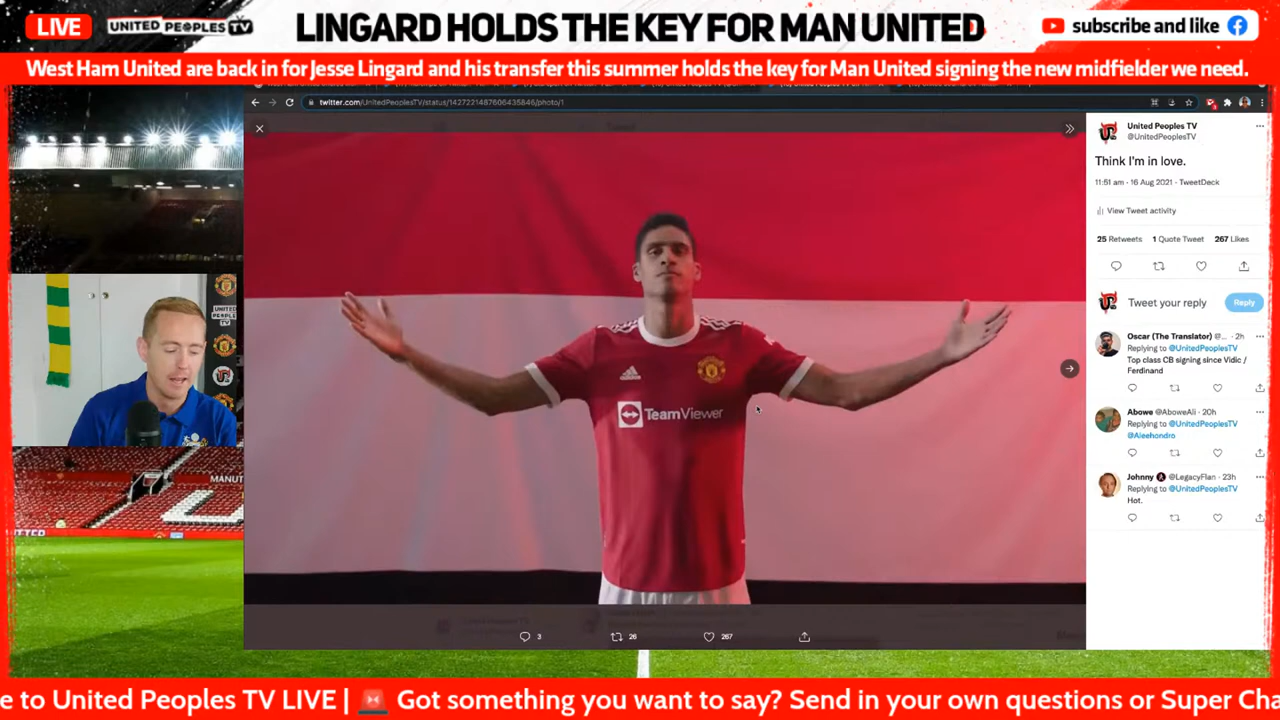 LIVE
UNITED PEOPLES TV
LINGARD HOLDS THE KEY FOR MAN UNITED
subscribe and like
West Ham United are back in for Jesse Lingard and his transfer this summer holds the key for Man United signing the new midfielder we need.
twitter.com/UnitedPeoplesTV/status/1427221487606435846/photo/1
United Peoples TV
@UnitedPeoplesTV
Think I'm in love.
11:51 am · 16 Aug 2021 · TweetDeck
View Tweet activity
25 Retweets 1 Quote Tweet 267 Likes
Tweet your reply
Reply
Oscar (The Translator) @... · 2h
Replying to @UnitedPeoplesTV
Top class CB signing since Vidic /
Ferdinand
Abowe @AboweAli · 20h
Replying to @UnitedPeoplesTV
@Aleehondro
Johnny @LegacyFlan · 23h
Replying to @UnitedPeoplesTV
Hot.
adidas
TeamViewer
UNITED
PEOPLES
TV
MANUT
3
26
267
e to United Peoples TV LIVE | 🚨 Got something you want to say? Send in your own questions or Super Cha